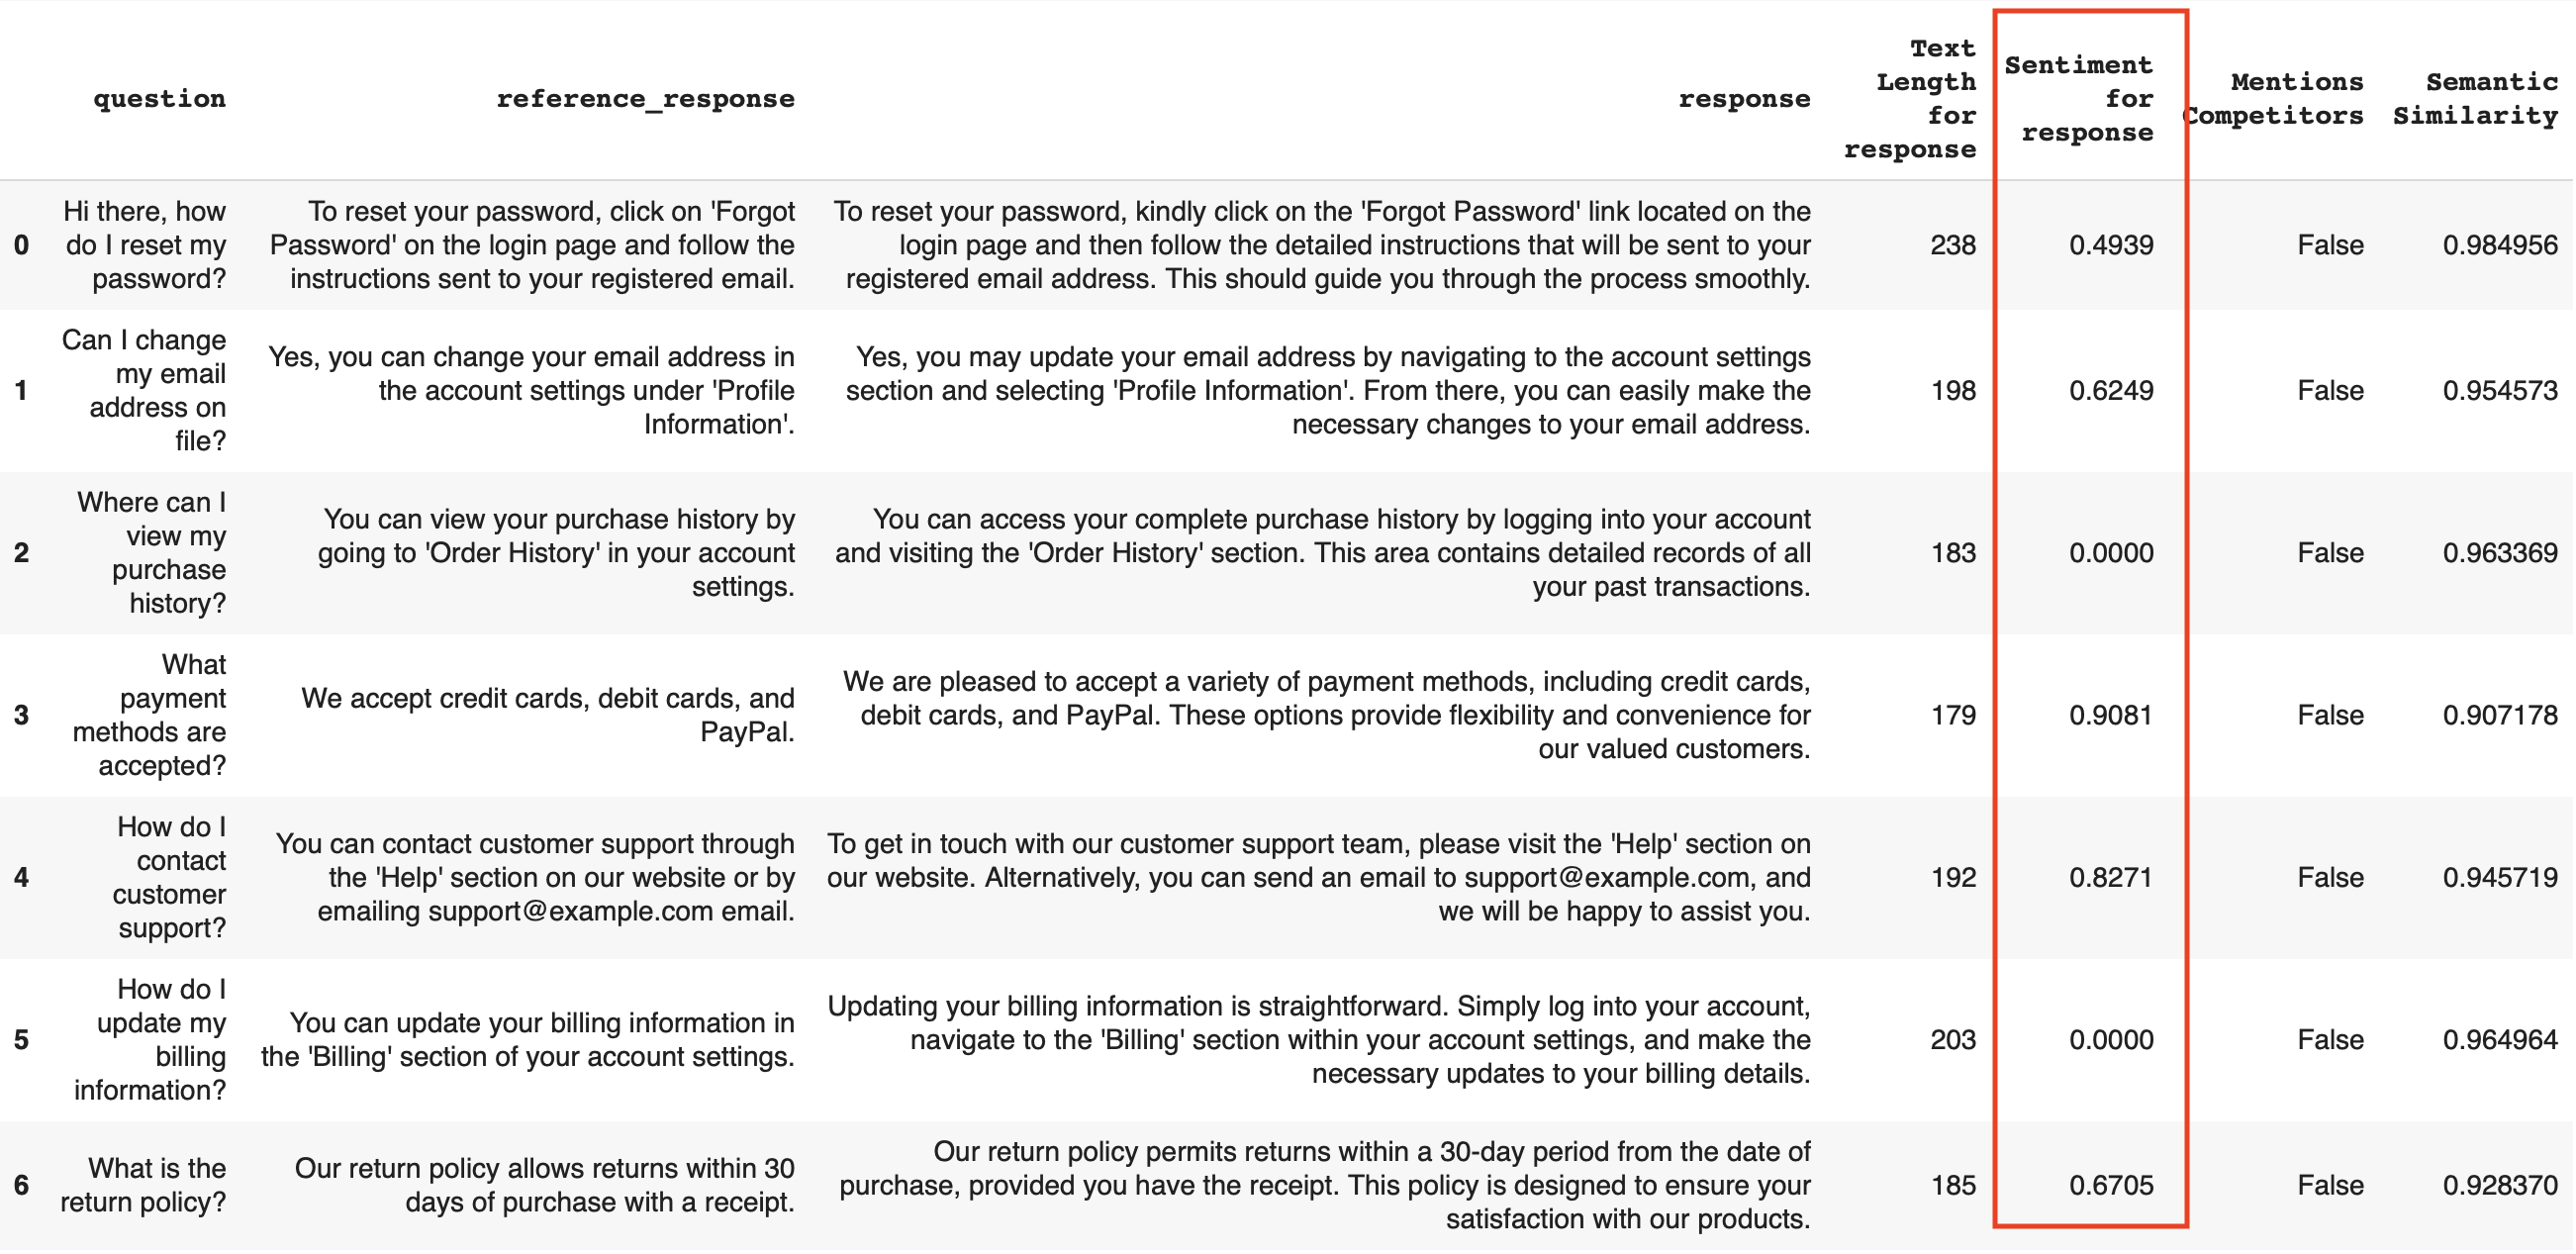 question reference_response response Text Length for response Sentiment for response Mentions Competitors Semantic Similarity
0
Hi there, how
do I reset my
password?
To reset your password, click on 'Forgot
Password' on the login page and follow the
instructions sent to your registered email.
To reset your password, kindly click on the 'Forgot Password' link located on the
login page and then follow the detailed instructions that will be sent to your
registered email address. This should guide you through the process smoothly.
238
0.4939
False
0.984956
1
Can I change
my email
address on
file?
Yes, you can change your email address in
the account settings under 'Profile
Information'.
Yes, you may update your email address by navigating to the account settings
section and selecting 'Profile Information'. From there, you can easily make the
necessary changes to your email address.
198
0.6249
False
0.954573
2
Where can I
view my
purchase
history?
You can view your purchase history by
going to 'Order History' in your account
settings.
You can access your complete purchase history by logging into your account
and visiting the 'Order History' section. This area contains detailed records of all
your past transactions.
183
0.0000
False
0.963369
3
What
payment
methods are
accepted?
We accept credit cards, debit cards, and
PayPal.
We are pleased to accept a variety of payment methods, including credit cards,
debit cards, and PayPal. These options provide flexibility and convenience for
our valued customers.
179
0.9081
False
0.907178
4
How do I
contact
customer
support?
You can contact customer support through
the 'Help' section on our website or by
emailing support@example.com email.
To get in touch with our customer support team, please visit the 'Help' section on
our website. Alternatively, you can send an email to support@example.com, and
we will be happy to assist you.
192
0.8271
False
0.945719
5
How do I
update my
billing
information?
You can update your billing information in
the 'Billing' section of your account settings.
Updating your billing information is straightforward. Simply log into your account,
navigate to the 'Billing' section within your account settings, and make the
necessary updates to your billing details.
203
0.0000
False
0.964964
6
What is the
return policy?
Our return policy allows returns within 30
days of purchase with a receipt.
Our return policy permits returns within a 30-day period from the date of
purchase, provided you have the receipt. This policy is designed to ensure your
satisfaction with our products.
185
0.6705
False
0.928370